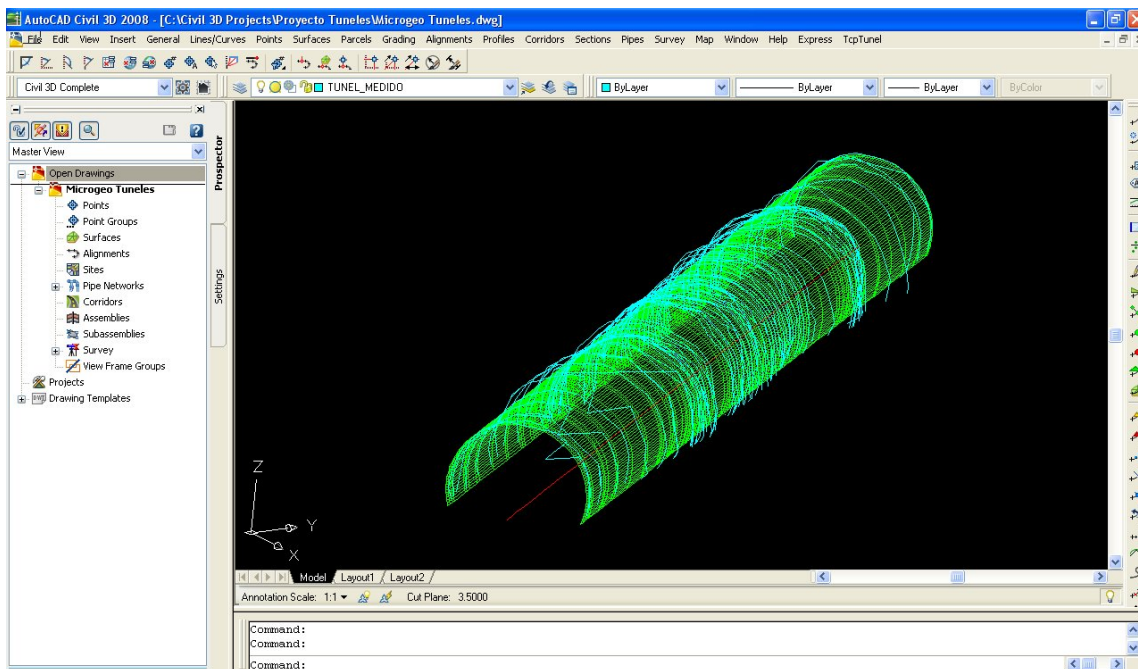 AutoCAD Civil 3D 2008 - [C:\Civil 3D Projects\Proyecto Tuneles\Microgeo Tuneles.dwg]
File Edit View Insert General Lines/Curves Points Surfaces Parcels Grading Alignments Profiles Corridors Sections Pipes Survey Map Window Help Express TcpTunel
Civil 3D Complete TUNEL_MEDIDO ByLayer ByLayer ByLayer ByColor
Master View
Prospector
Settings
Open Drawings
Microgeo Tuneles
Points
Point Groups
Surfaces
Alignments
Sites
Pipe Networks
Corridors
Assemblies
Subassemblies
Survey
View Frame Groups
Projects
Drawing Templates
Z
Y
X
Model Layout1 Layout2
Annotation Scale: 1:1 Cut Plane: 3.5000
Command:
Command:
Command: